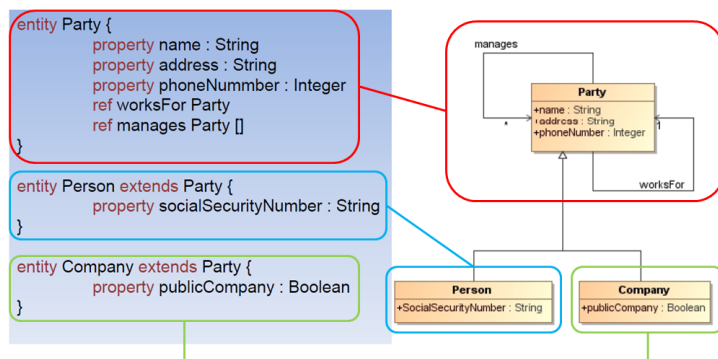 entity Party {
property name : String
property address : String
property phoneNummber : Integer
ref worksFor Party
ref manages Party []
}
entity Person extends Party {
property socialSecurityNumber : String
}
entity Company extends Party {
property publicCompany : Boolean
}
manages
Party
+name : String
+address : String
+phoneNumber : Integer
*
1
worksFor
Person
+SocialSecurityNumber : String
Company
+publicCompany : Boolean